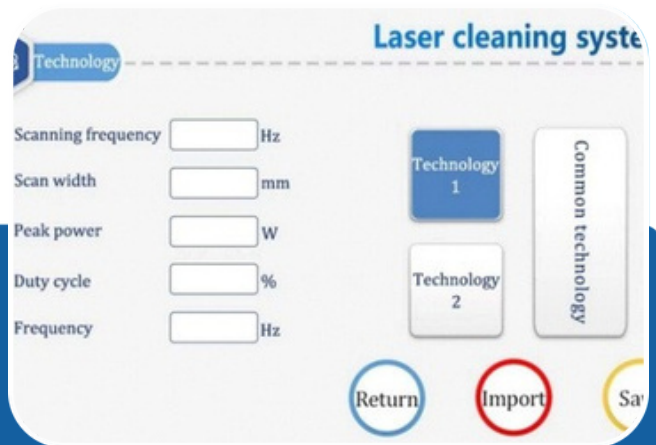 Laser cleaning syste
Technology
Scanning frequency Hz
Scan width mm
Peak power W
Duty cycle %
Frequency Hz
Technology
1
Technology
2
Common technology
Return
Import
Sa